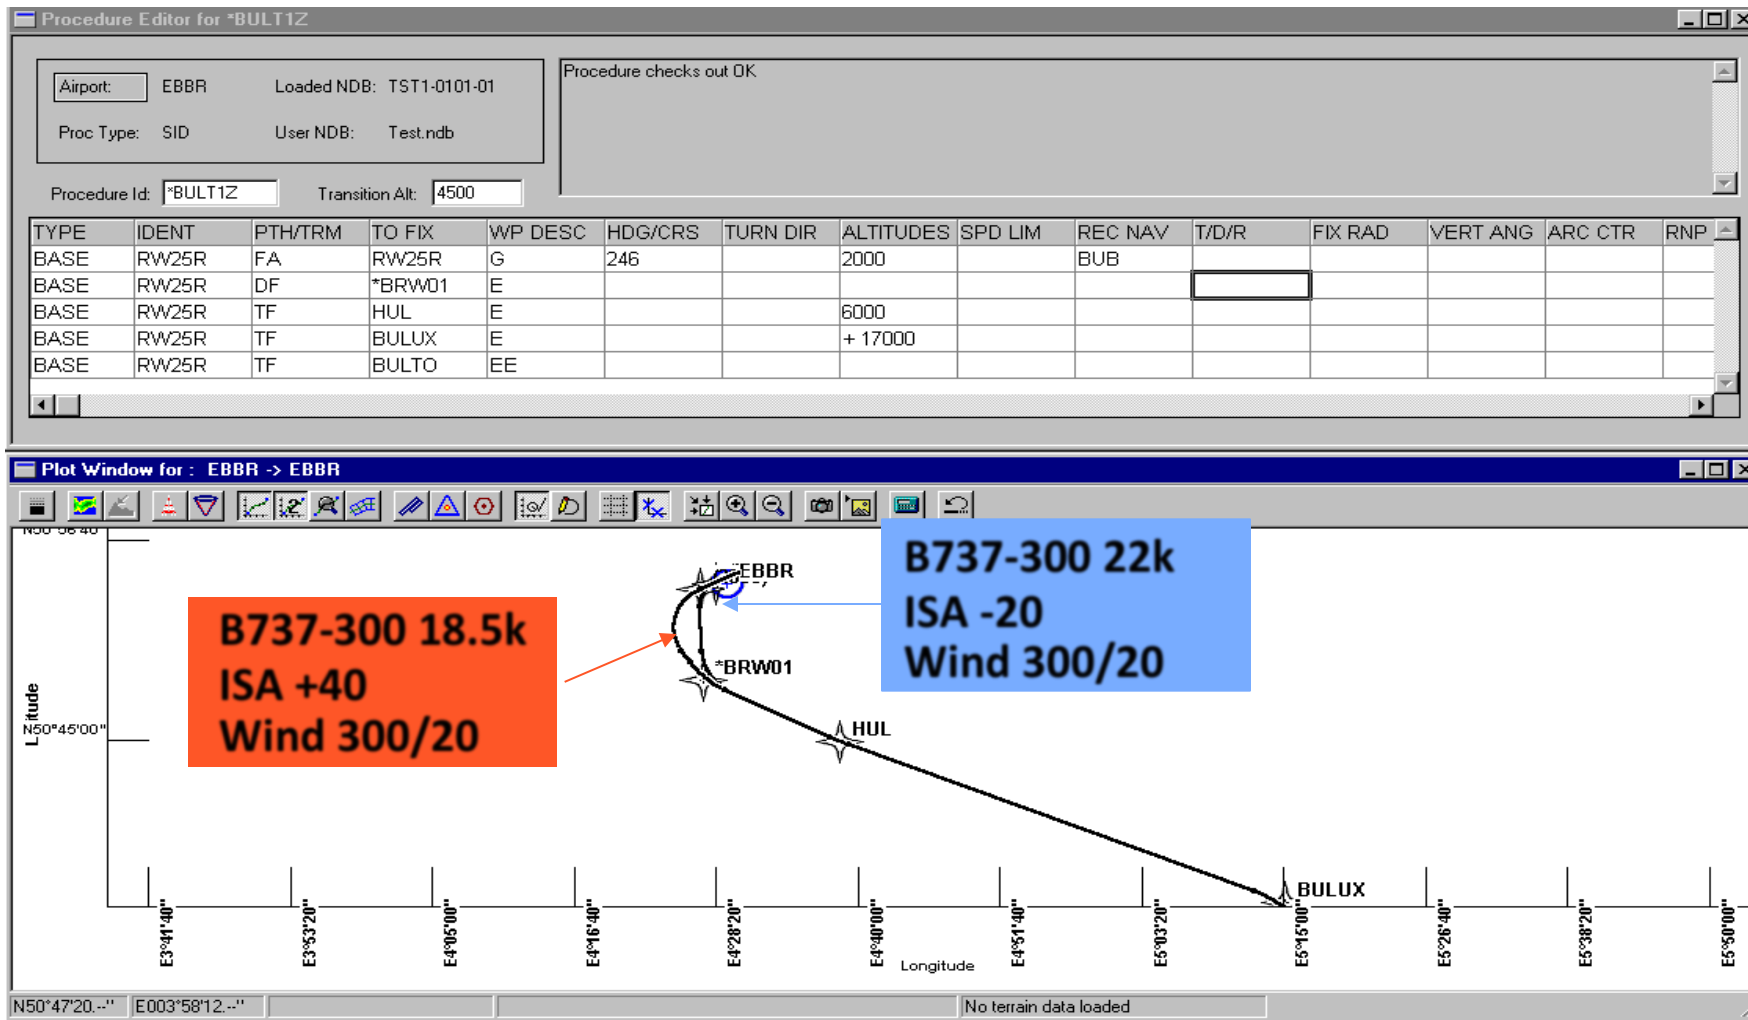 Procedure Editor for *BULT1Z
Airport: EBBR Loaded NDB: TST1-0101-01
Proc Type: SID User NDB: Test.ndb
Procedure checks out OK
Procedure Id: *BULT1Z Transition Alt: 4500
TYPE IDENT PTH/TRM TO FIX WP DESC HDG/CRS TURN DIR ALTITUDES SPD LIM REC NAV T/D/R FIX RAD VERT ANG ARC CTR RNP
BASE RW25R FA RW25R G 246 2000 BUB
BASE RW25R DF *BRW01 E
BASE RW25R TF HUL E 6000
BASE RW25R TF BULUX E + 17000
BASE RW25R TF BULTO EE
Plot Window for : EBBR -> EBBR
N50°56'40
EBBR
B737-300 22k
ISA -20
Wind 300/20
B737-300 18.5k
ISA +40
Wind 300/20
*BRW01
HUL
Latitude
N50°45'00"
BULUX
E3°41'40" E3°53'20" E4°05'00" E4°16'40" E4°28'20" E4°40'00" E4°51'40" E5°03'20" E5°15'00" E5°26'40" E5°38'20" E5°50'00"
Longitude
N50°47'20.--" E003°58'12.--" No terrain data loaded